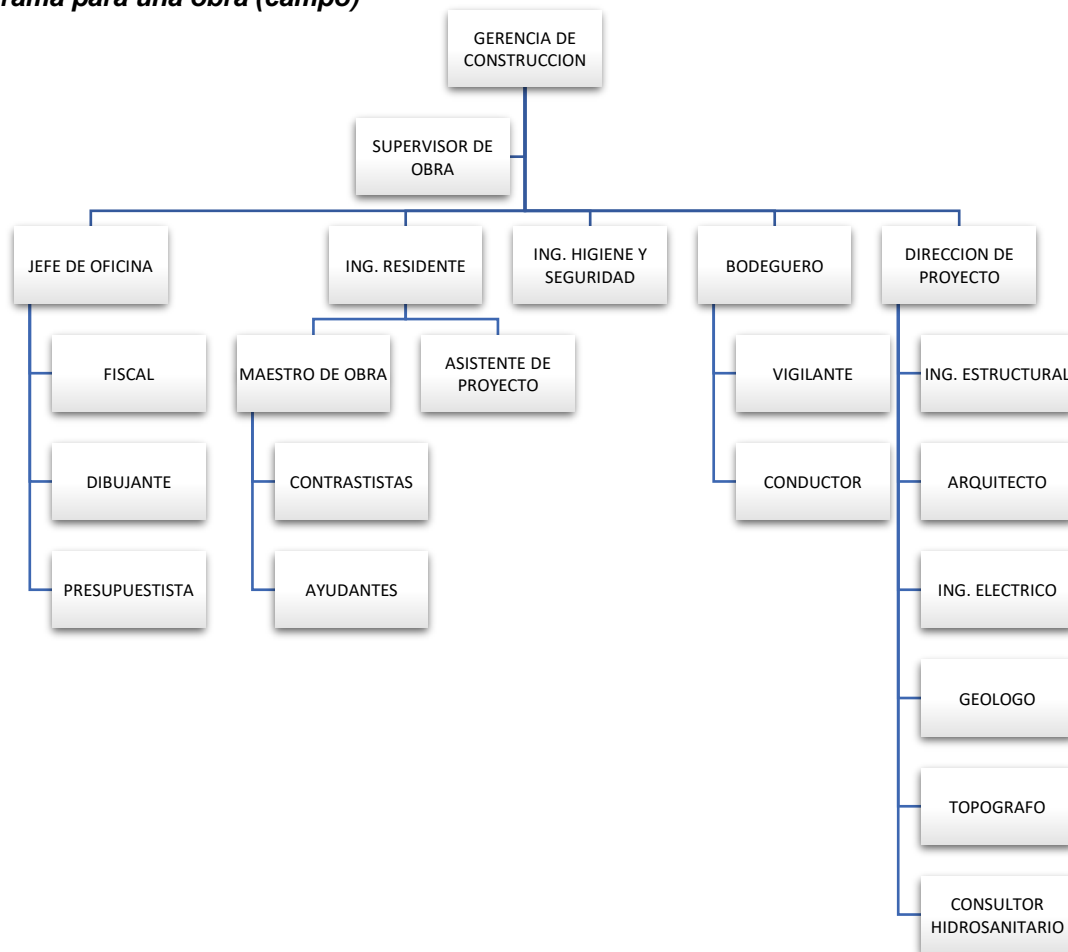 rama para una obra (campo)
GERENCIA DE
CONSTRUCCION
SUPERVISOR DE
OBRA
JEFE DE OFICINA
ING. RESIDENTE
ING. HIGIENE Y
SEGURIDAD
BODEGUERO
DIRECCION DE
PROYECTO
FISCAL
MAESTRO DE OBRA
ASISTENTE DE
PROYECTO
VIGILANTE
ING. ESTRUCTURAL
DIBUJANTE
CONTRASTISTAS
CONDUCTOR
ARQUITECTO
PRESUPUESTISTA
AYUDANTES
ING. ELECTRICO
GEOLOGO
TOPOGRAFO
CONSULTOR
HIDROSANITARIO